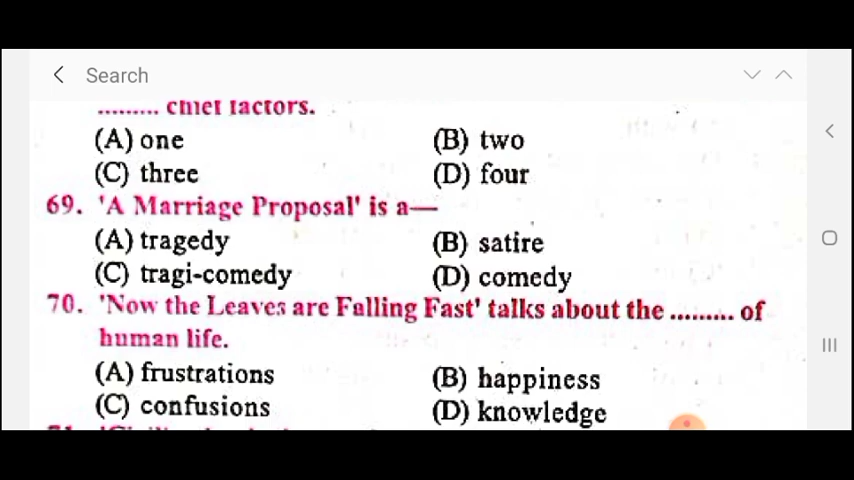 Search
......... chief factors.
(A) one (B) two
(C) three (D) four
69. 'A Marriage Proposal' is a—
(A) tragedy (B) satire
(C) tragi-comedy (D) comedy
70. 'Now the Leaves are Falling Fast' talks about the ......... of
human life.
(A) frustrations (B) happiness
(C) confusions (D) knowledge